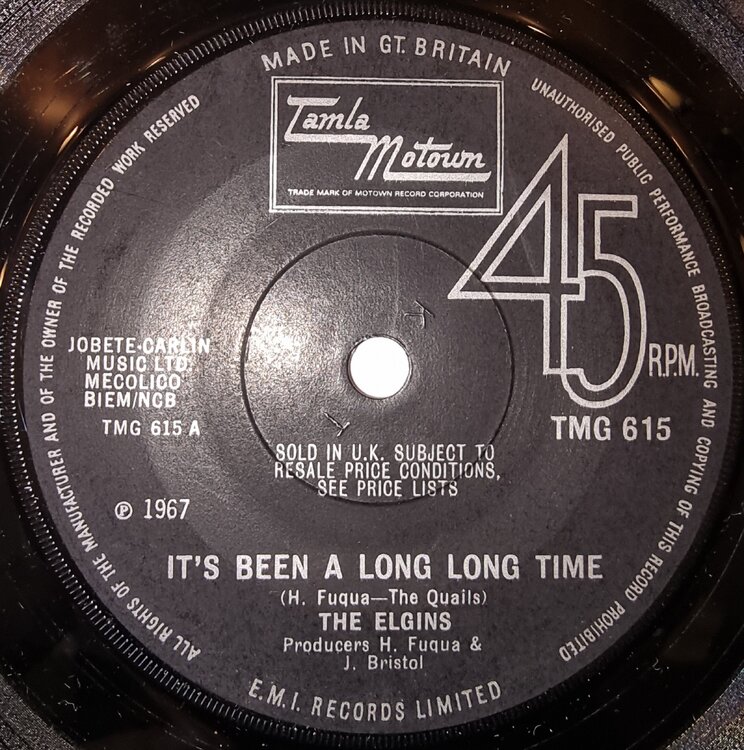 MADE IN GT. BRITAIN
Tamla
Motown
TRADE MARK OF MOTOWN RECORD CORPORATION
UNAUTHORISED PUBLIC PERFORMANCE BROADCASTING AND COPYING OF THIS RECORD PROHIBITED
ALL RIGHTS OF THE MANUFACTURER AND OF THE OWNER OF THE RECORDED WORK RESERVED
45
R.P.M.
JOBETE-CARLIN
MUSIC LTD.
MECOLICO
BIEM/NCB
TMG 615 A
TMG 615
SOLD IN U.K. SUBJECT TO
RESALE PRICE CONDITIONS,
SEE PRICE LISTS
℗ 1967
IT'S BEEN A LONG LONG TIME
(H. Fuqua—The Quails)
THE ELGINS
Producers H. Fuqua &
J. Bristol
E.M.I. RECORDS LIMITED